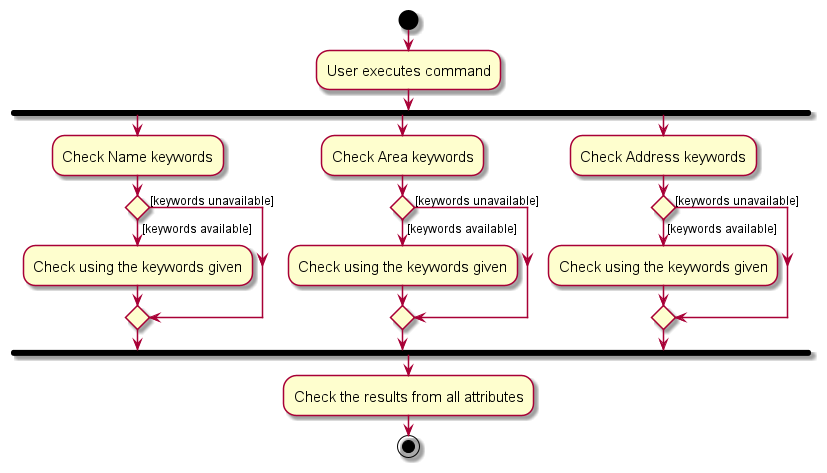 User executes command
Check Name keywords
Check Area keywords
Check Address keywords
[keywords unavailable]
[keywords unavailable]
[keywords unavailable]
[keywords available]
[keywords available]
[keywords available]
Check using the keywords given
Check using the keywords given
Check using the keywords given
Check the results from all attributes